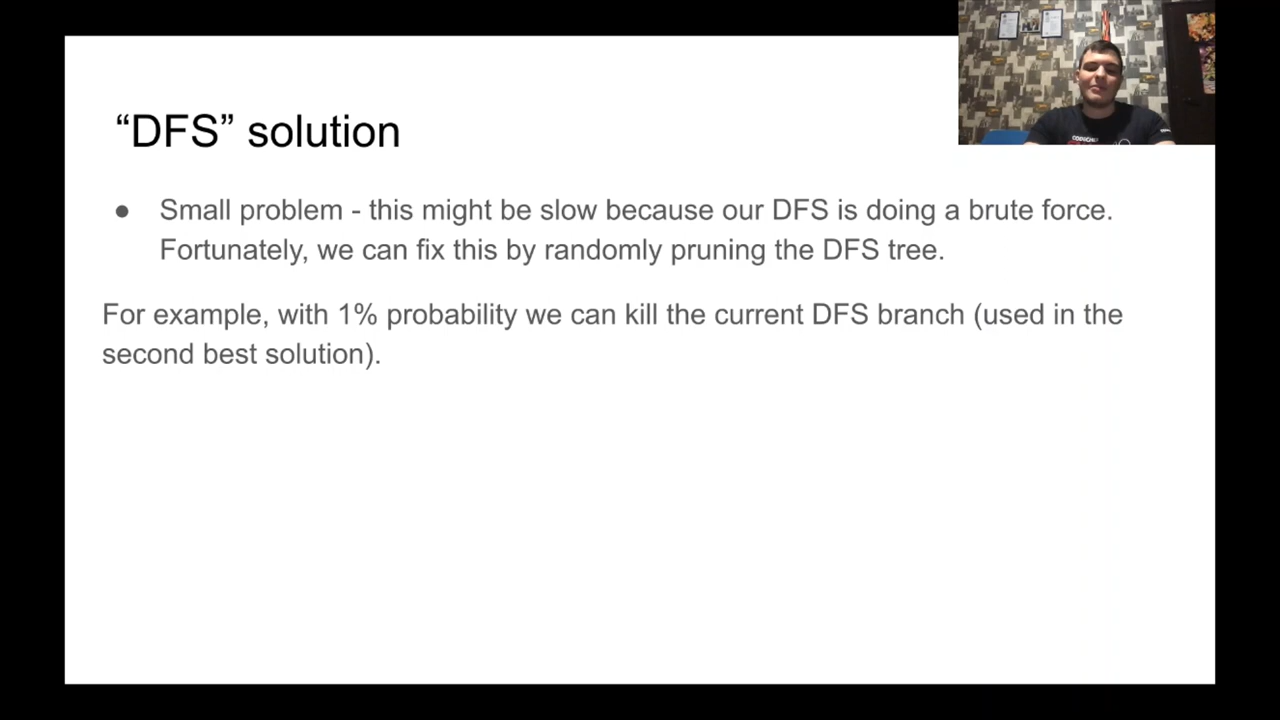 “DFS” solution
● Small problem - this might be slow because our DFS is doing a brute force.
Fortunately, we can fix this by randomly pruning the DFS tree.
For example, with 1% probability we can kill the current DFS branch (used in the
second best solution).